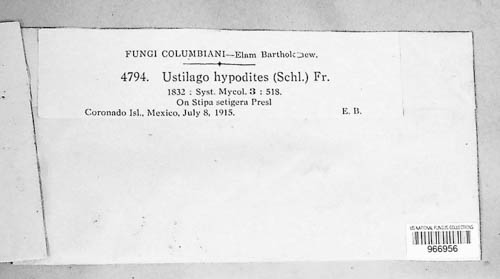 FUNGI COLUMBIANI—Elam Bartholomew.
4794. Ustilago hypodites (Schl.) Fr.
1832 : Syst. Mycol. 3 : 518.
On Stipa setigera Presl
Coronado Isl., Mexico, July 8, 1915. E. B.
US NATIONAL FUNGUS COLLECTIONS
966956